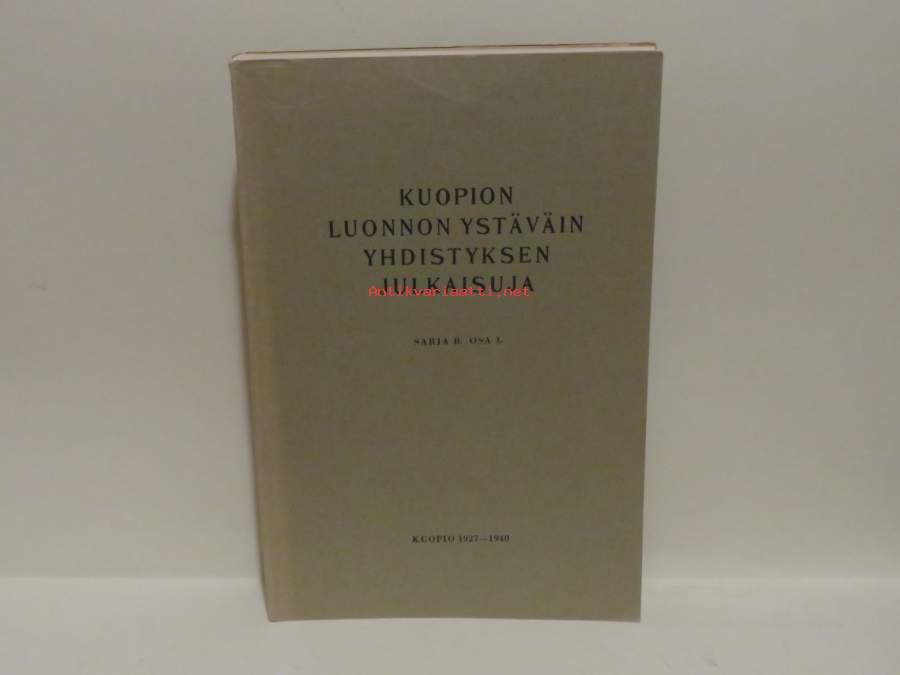 KUOPION
LUONNON YSTÄVÄIN
YHDISTYKSEN
JULKAISUJA
Antikvariaatti.net
SARJA B. OSA I.
KUOPIO 1927—1940